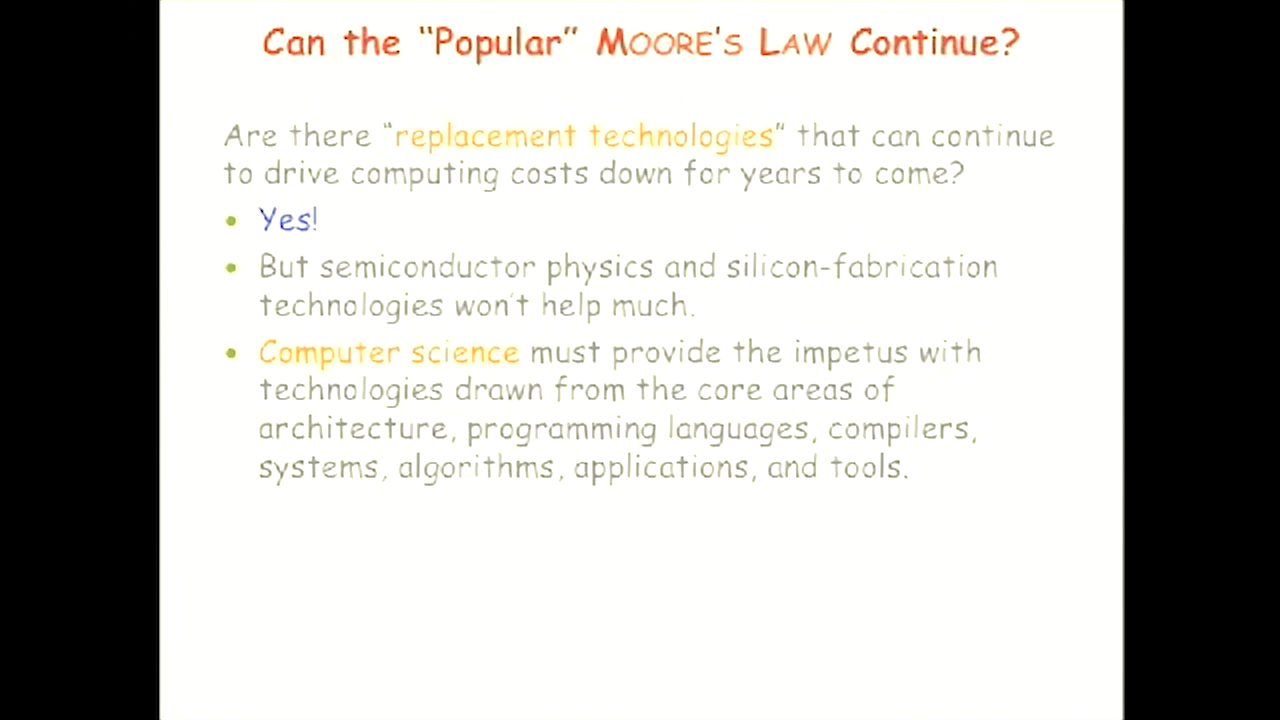 Can the "Popular" MOORE'S LAW Continue?
Are there "replacement technologies" that can continue
to drive computing costs down for years to come?
• Yes!
• But semiconductor physics and silicon-fabrication
technologies won't help much.
• Computer science must provide the impetus with
technologies drawn from the core areas of
architecture, programming languages, compilers,
systems, algorithms, applications, and tools.